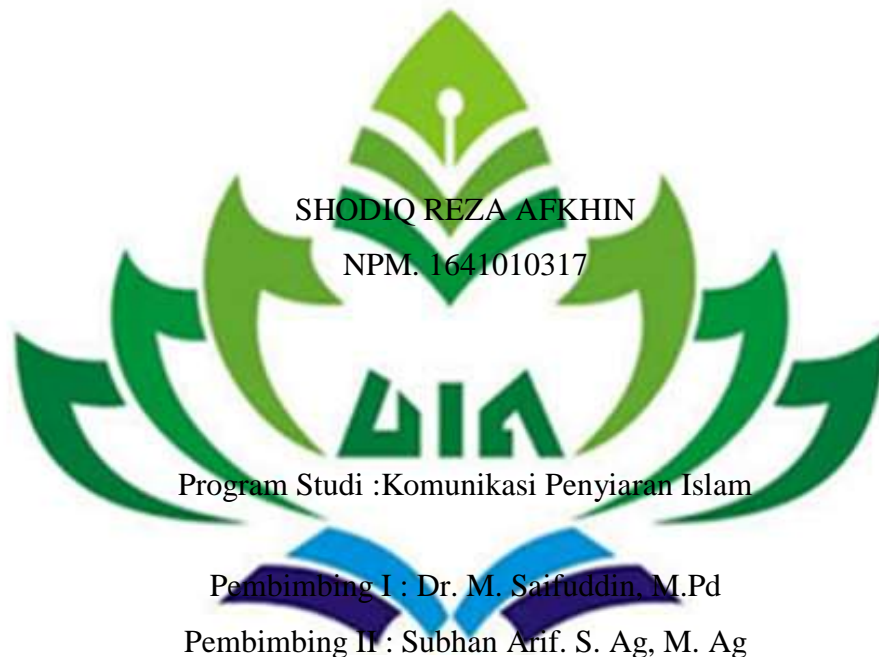 SHODIQ REZA AFKHIN
NPM. 1641010317
UIN
Program Studi :Komunikasi Penyiaran Islam
Pembimbing I : Dr. M. Saifuddin, M.Pd
Pembimbing II : Subhan Arif. S. Ag, M. Ag